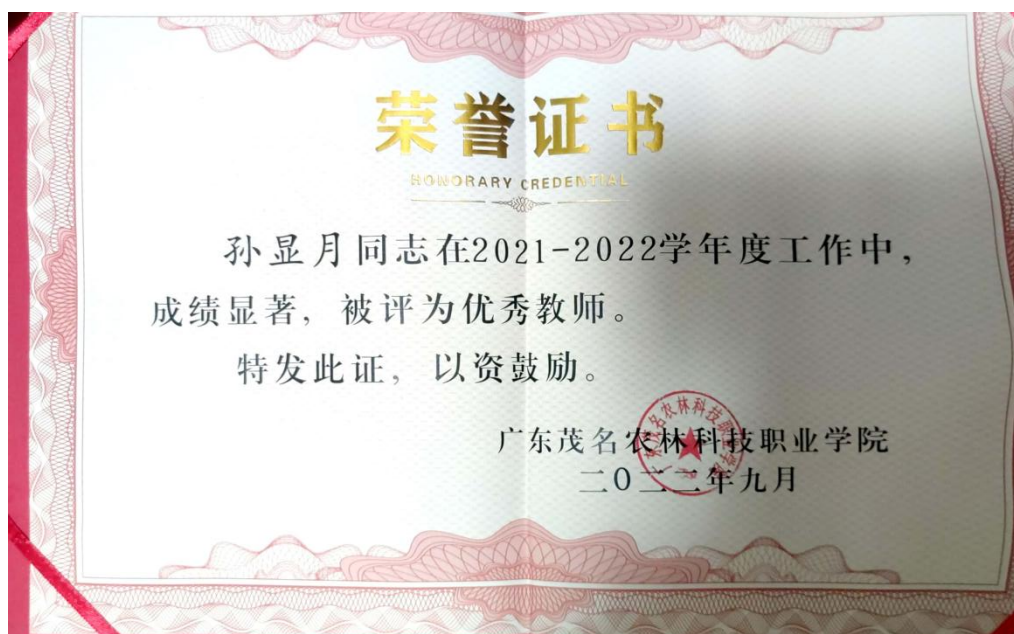 荣誉证书
HONORARY CREDENTIAL
孙显月同志在2021-2022学年度工作中，
成绩显著，被评为优秀教师。
特发此证，以资鼓励。
广东茂名农林科技职业学院
二〇二二年九月